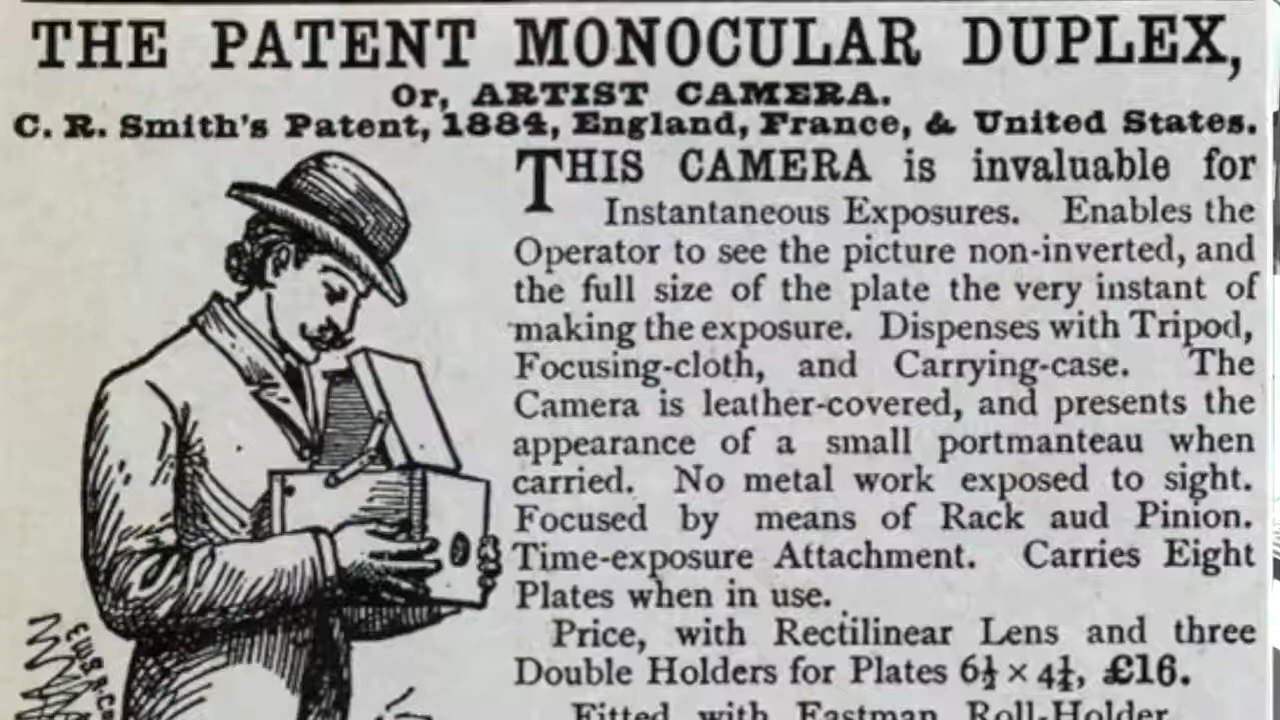 THE PATENT MONOCULAR DUPLEX,
Or, ARTIST CAMERA.
C. R. Smith's Patent, 1884, England, France, & United States.
THIS CAMERA is invaluable for
Instantaneous Exposures. Enables the
Operator to see the picture non-inverted, and
the full size of the plate the very instant of
making the exposure. Dispenses with Tripod,
Focusing-cloth, and Carrying-case. The
Camera is leather-covered, and presents the
appearance of a small portmanteau when
carried. No metal work exposed to sight.
Focused by means of Rack aud Pinion.
Time-exposure Attachment. Carries Eight
Plates when in use.
Price, with Rectilinear Lens and three
Double Holders for Plates 6½ × 4¼, £16.
Fitted with Eastman Roll-Holder